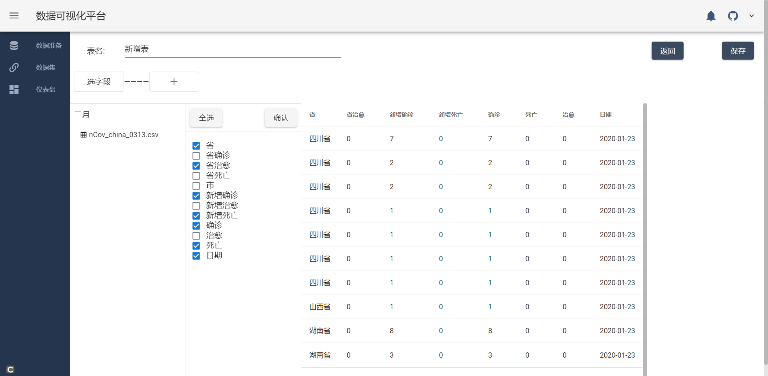 数据可视化平台
数据准备
数据集
仪表盘
表名: 新增表
返回 保存
选字段 ---- +
二月
nCov_china_0313.csv
全选 确认
省
省确诊
省治愈
省死亡
市
新增确诊
新增治愈
新增死亡
确诊
治愈
死亡
日期
省 省治愈 新增确诊 新增死亡 确诊 死亡 治愈 日期
四川省 0 7 0 7 0 0 2020-01-23
四川省 0 2 0 2 0 0 2020-01-23
四川省 0 2 0 2 0 0 2020-01-23
四川省 0 1 0 1 0 0 2020-01-23
四川省 0 1 0 1 0 0 2020-01-23
四川省 0 1 0 1 0 0 2020-01-23
四川省 0 1 0 1 0 0 2020-01-23
山西省 0 1 0 1 0 0 2020-01-23
湖南省 0 8 0 8 0 0 2020-01-23
湖南省 0 3 0 3 0 0 2020-01-23